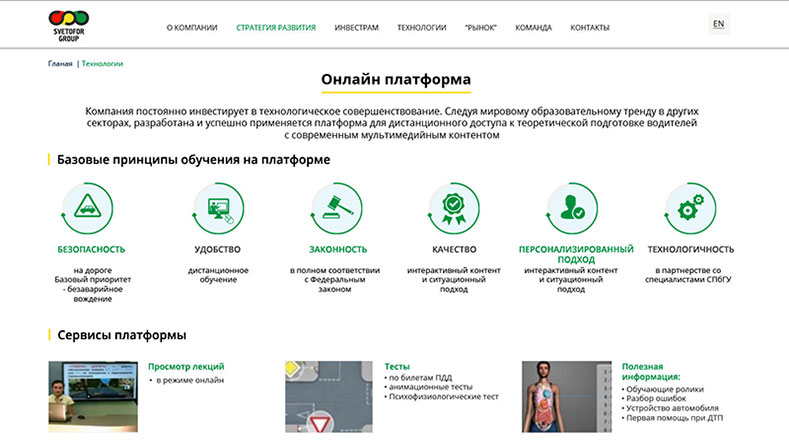 SVETOFOR
GROUP
О КОМПАНИИ СТРАТЕГИЯ РАЗВИТИЯ ИНВЕСТРАМ ТЕХНОЛОГИИ "РЫНОК" КОМАНДА КОНТАКТЫ EN
Гланая | Технологии
Онлайн платформа
Компания постоянно инвестирует в технологическое совершенствование. Следуя мировому образовательному тренду в других
секторах, разработана и успешно применяется платформа для дистанционного доступа к теоретической подготовке водителей
с современным мультимедийным контентом
Базовые принципы обучения на платформе
БЕЗОПАСНОСТЬ
на дороге
Базовый приоритет
- безаварийное
вождение
УДОБСТВО
дистанционное
обучение
ЗАКОННОСТЬ
в полном соответствии
с Федеральным
законом
КАЧЕСТВО
интерактивный контент
и ситуационный
подход
ПЕРСОНАЛИЗИРОВАННЫЙ
ПОДХОД
интерактивный контент
и ситуационный
подход
ТЕХНОЛОГИЧНОСТЬ
в партнерстве со
специалистами СПбГУ
Сервисы платформы
Просмотр лекций
• в режиме онлайн
Тесты
• по билетам ПДД
• анимационные тесты
• Психофизиологические тест
Полезная
информация:
• Обучающие ролики
• Разбор ошибок
• Устройство автомобиля
• Первая помощь при ДТП